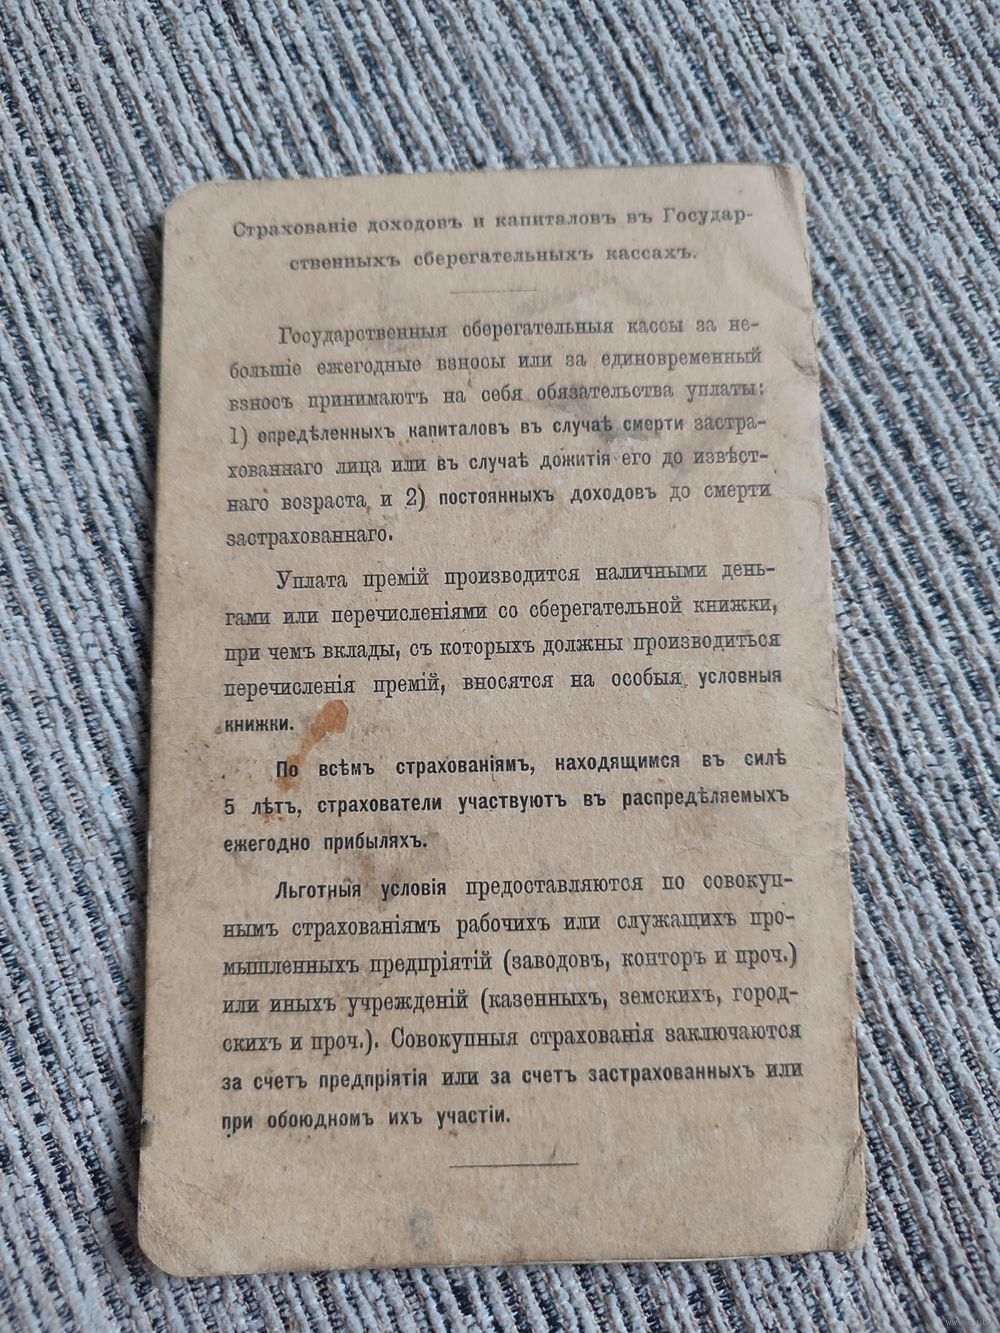 Страхованіе доходовъ и капиталовъ въ Государ-
ственныхъ сберегательныхъ кассахъ.
Государственныя сберегательныя кассы за не-
большіе ежегодные взносы или за единовременный
взносъ принимаютъ на себя обязательства уплаты:
1) опредѣленныхъ капиталовъ въ случаѣ смерти застра-
хованнаго лица или въ случаѣ дожитія его до извѣст-
наго возраста и 2) постоянныхъ доходовъ до смерти
застрахованнаго.
Уплата премій производится наличными день-
гами или перечисленіями со сберегательной книжки,
при чемъ вклады, съ которыхъ должны производиться
перечисленія премій, вносятся на особыя условныя
книжки.
По всѣмъ страхованіямъ, находящимся въ силѣ
5 лѣтъ, страхователи участвуютъ въ распредѣляемыхъ
ежегодно прибыляхъ.
Льготныя условія предоставляются по совокуп-
нымъ страхованіямъ рабочихъ или служащихъ про-
мышленныхъ предпріятій (заводовъ, конторъ и проч.)
или иныхъ учрежденій (казенныхъ, земскихъ, город-
скихъ и проч.). Совокупныя страхованія заключаются
за счетъ предпріятія или за счетъ застрахованныхъ или
при обоюдномъ ихъ участіи.